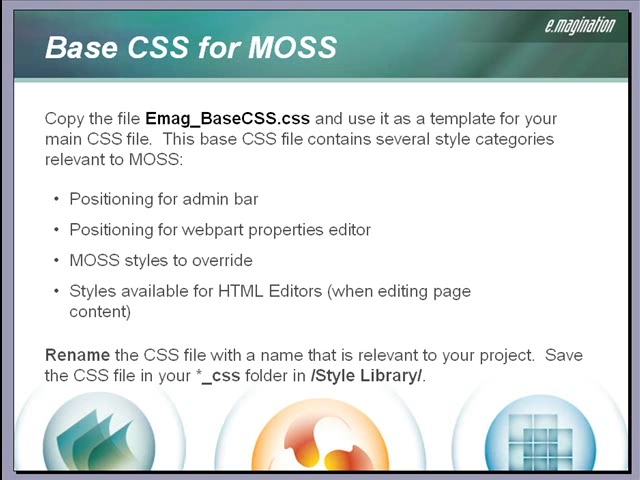 e.magination
Base CSS for MOSS
Copy the file Emag_BaseCSS.css and use it as a template for your
main CSS file.  This base CSS file contains several style categories
relevant to MOSS:
• Positioning for admin bar
• Positioning for webpart properties editor
• MOSS styles to override
• Styles available for HTML Editors (when editing page
content)
Rename the CSS file with a name that is relevant to your project.  Save
the CSS file in your *_css folder in /Style Library/.